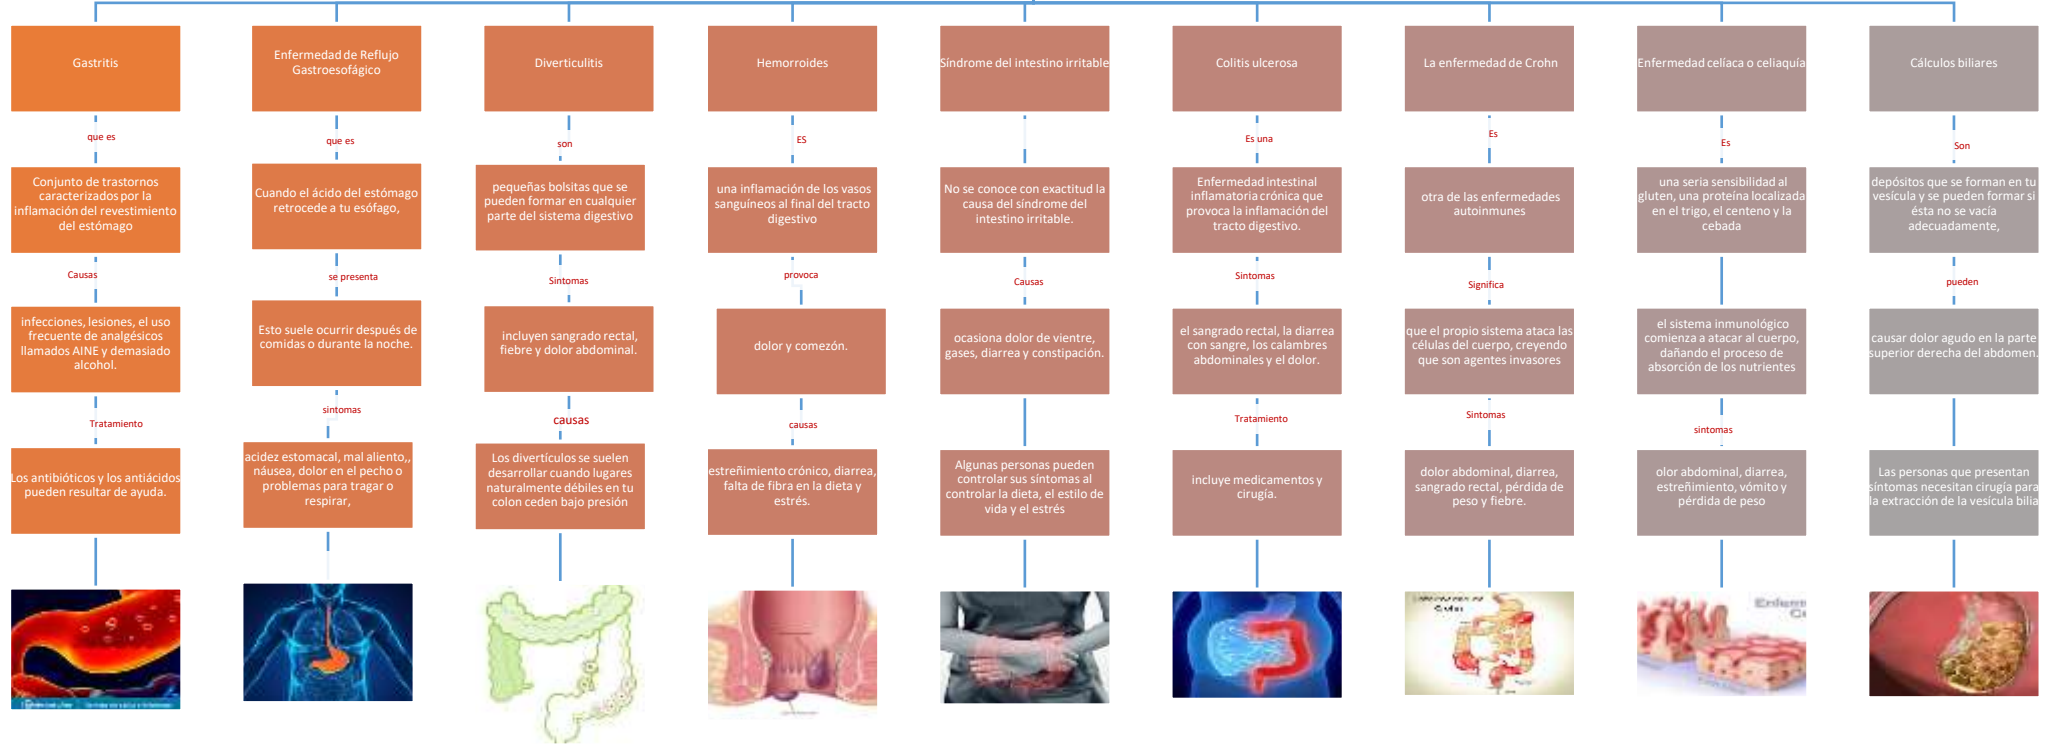 Gastritis
que es
Conjunto de trastornos
caracterizados por la
inflamación del revestimiento
del estómago
Causas
infecciones, lesiones, el uso
frecuente de analgésicos
llamados AINE y demasiado
alcohol.
Tratamiento
Los antibióticos y los antiácidos
pueden resultar de ayuda.
Enfermedad de Reflujo
Gastroesofágico
que es
Cuando el ácido del estómago
retrocede a tu esófago,
se presenta
Esto suele ocurrir después de
comidas o durante la noche.
sintomas
acidez estomacal, mal aliento,,
náusea, dolor en el pecho o
problemas para tragar o
respirar,
Diverticulitis
son
pequeñas bolsitas que se
pueden formar en cualquier
parte del sistema digestivo
Sintomas
incluyen sangrado rectal,
fiebre y dolor abdominal.
causas
Los divertículos se suelen
desarrollar cuando lugares
naturalmente débiles en tu
colon ceden bajo presión
Hemorroides
ES
una inflamación de los vasos
sanguíneos al final del tracto
digestivo
provoca
dolor y comezón.
causas
estreñimiento crónico, diarrea,
falta de fibra en la dieta y
estrés.
Síndrome del intestino irritable
No se conoce con exactitud la
causa del síndrome del
intestino irritable.
Causas
ocasiona dolor de vientre,
gases, diarrea y constipación.
Algunas personas pueden
controlar sus síntomas al
controlar la dieta, el estilo de
vida y el estrés
Colitis ulcerosa
Es una
Enfermedad intestinal
inflamatoria crónica que
provoca la inflamación del
tracto digestivo.
Sintomas
el sangrado rectal, la diarrea
con sangre, los calambres
abdominales y el dolor.
Tratamiento
incluye medicamentos y
cirugía.
La enfermedad de Crohn
Es
otra de las enfermedades
autoinmunes
Significa
que el propio sistema ataca las
células del cuerpo, creyendo
que son agentes invasores
Sintomas
dolor abdominal, diarrea,
sangrado rectal, pérdida de
peso y fiebre.
Enfermedad celíaca o celiaquía
Es
una seria sensibilidad al
gluten, una proteína localizada
en el trigo, el centeno y la
cebada
el sistema inmunológico
comienza a atacar al cuerpo,
dañando el proceso de
absorción de los nutrientes
sintomas
olor abdominal, diarrea,
estreñimiento, vómito y
pérdida de peso
Cálculos biliares
Son
depósitos que se forman en tu
vesícula y se pueden formar si
ésta no se vacía
adecuadamente,
pueden
causar dolor agudo en la parte
superior derecha del abdomen.
Las personas que presentan
síntomas necesitan cirugía para
la extracción de la vesícula bilia